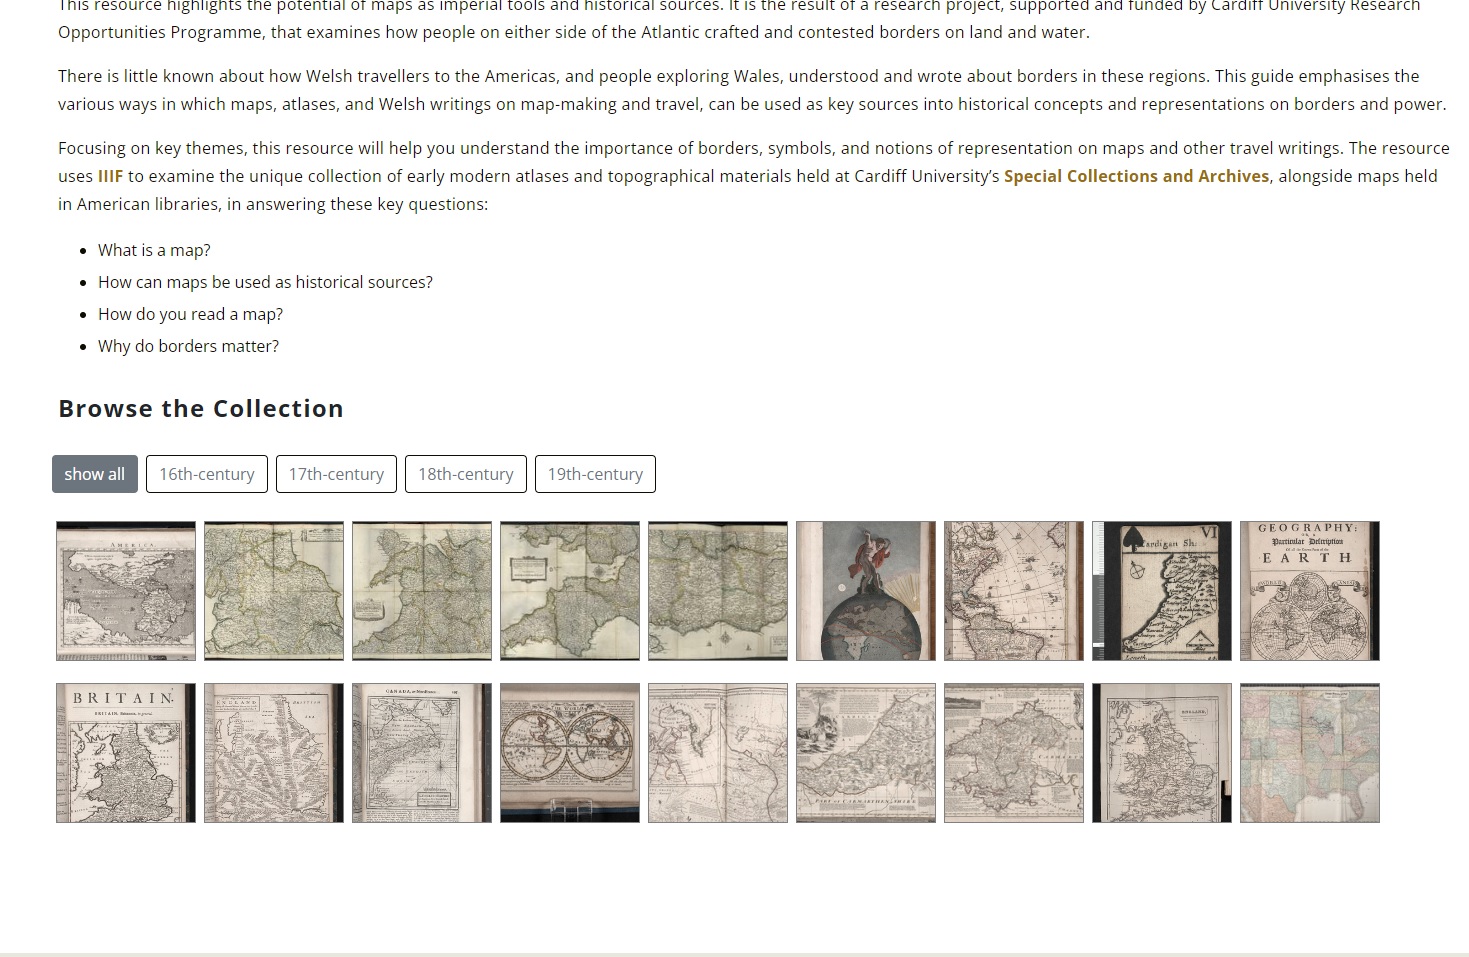 This resource highlights the potential of maps as imperial tools and historical sources. It is the result of a research project, supported and funded by Cardiff University Research
Opportunities Programme, that examines how people on either side of the Atlantic crafted and contested borders on land and water.
There is little known about how Welsh travellers to the Americas, and people exploring Wales, understood and wrote about borders in these regions. This guide emphasises the
various ways in which maps, atlases, and Welsh writings on map-making and travel, can be used as key sources into historical concepts and representations on borders and power.
Focusing on key themes, this resource will help you understand the importance of borders, symbols, and notions of representation on maps and other travel writings. The resource
uses IIIF to examine the unique collection of early modern atlases and topographical materials held at Cardiff University’s Special Collections and Archives, alongside maps held
in American libraries, in answering these key questions:
• What is a map?
• How can maps be used as historical sources?
• How do you read a map?
• Why do borders matter?
Browse the Collection
show all 16th-century 17th-century 18th-century 19th-century
AMERICA
ardigan Sh: VI
GEOGRAPHY:
Particular Description
EARTH
BRITAIN.
ENGLAND
CANADA,
PART of CARMARTHEN SHIRE
ENGLAND,